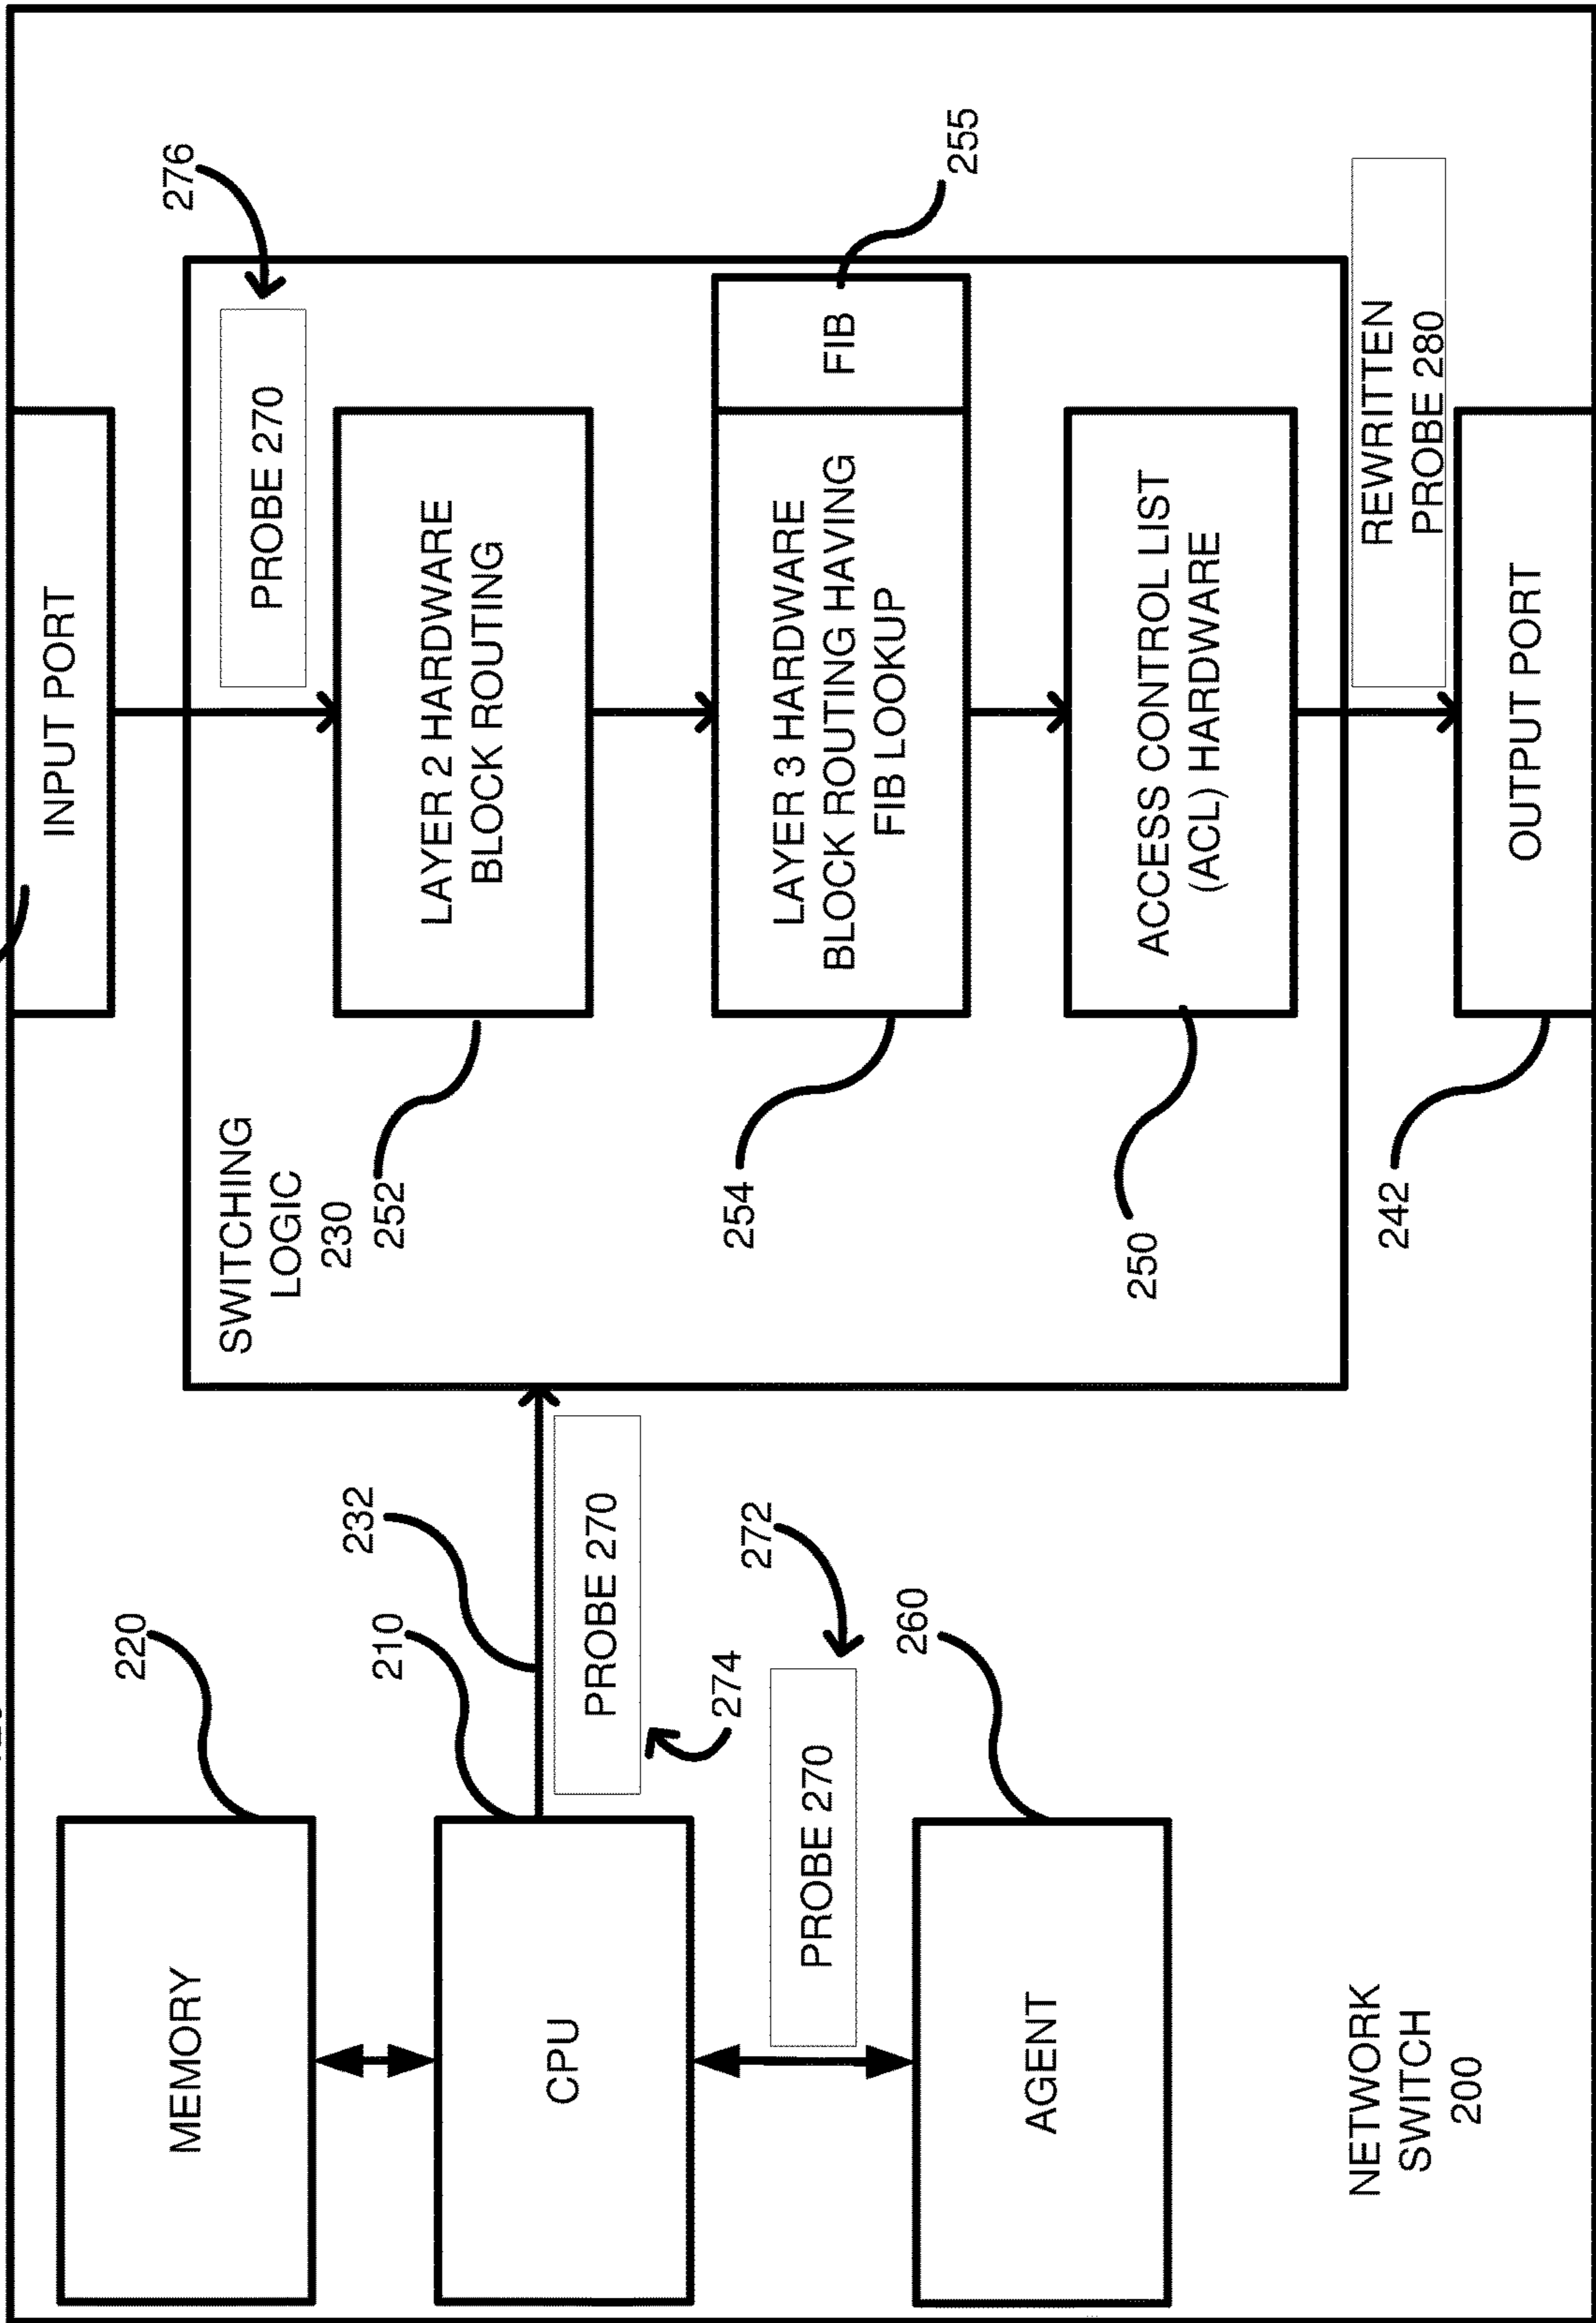 INPUT PORT
276
PROBE 270
SWITCHING
LOGIC
230
LAYER 2 HARDWARE
BLOCK ROUTING
252
LAYER 3 HARDWARE
BLOCK ROUTING HAVING
FIB LOOKUP
FIB
255
254
ACCESS CONTROL LIST
(ACL) HARDWARE
250
REWRITTEN
PROBE 280
OUTPUT PORT
242
MEMORY
220
CPU
210
232
PROBE 270
274
PROBE 270
272
AGENT
260
NETWORK
SWITCH
200